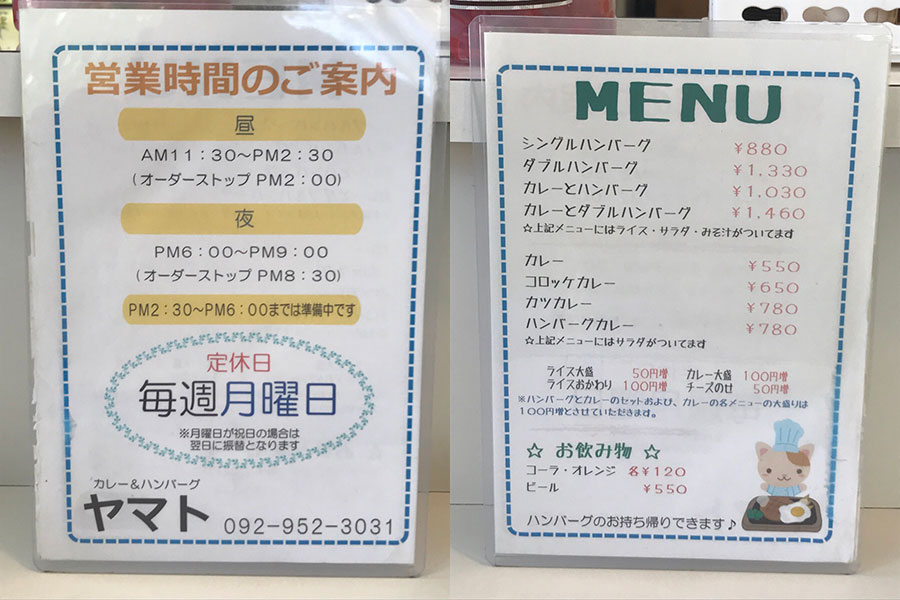 営業時間のご案内
昼
AM11：30～PM2：30
(オーダーストップ PM2：00)
夜
PM6：00～PM9：00
(オーダーストップ PM8：30)
PM2：30～PM6：00までは準備中です
定休日
毎週月曜日
※月曜日が祝日の場合は
翌日に振替となります
カレー&ハンバーグ
ヤマト 092-952-3031
MENU
シングルハンバーグ ￥880
ダブルハンバーグ ￥1,330
カレーとハンバーグ ￥1,030
カレーとダブルハンバーグ ￥1,460
☆上記メニューにはライス・サラダ・みそ汁がついてます
カレー ￥550
コロッケカレー ￥650
カツカレー ￥780
ハンバーグカレー ￥780
☆上記メニューにはサラダがついてます
ライス大盛 50円増 カレー大盛 100円増
ライスおかわり 100円増 チーズのせ 50円増
※ハンバーグとカレーのセットおよび、カレーの各メニューの大盛りは
100円増とさせていただきます。
☆ お飲み物 ☆
コーラ・オレンジ 各￥120
ビール ￥550
ハンバーグのお持ち帰りできます♪